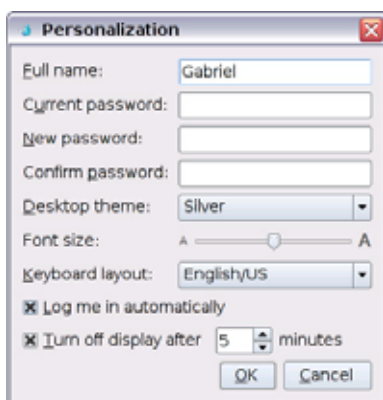 Personalization
Full name: Gabriel
Current password:
New password:
Confirm password:
Desktop theme: Silver
Font size: A A
Keyboard layout: English/US
Log me in automatically
Turn off display after 5 minutes
OK Cancel